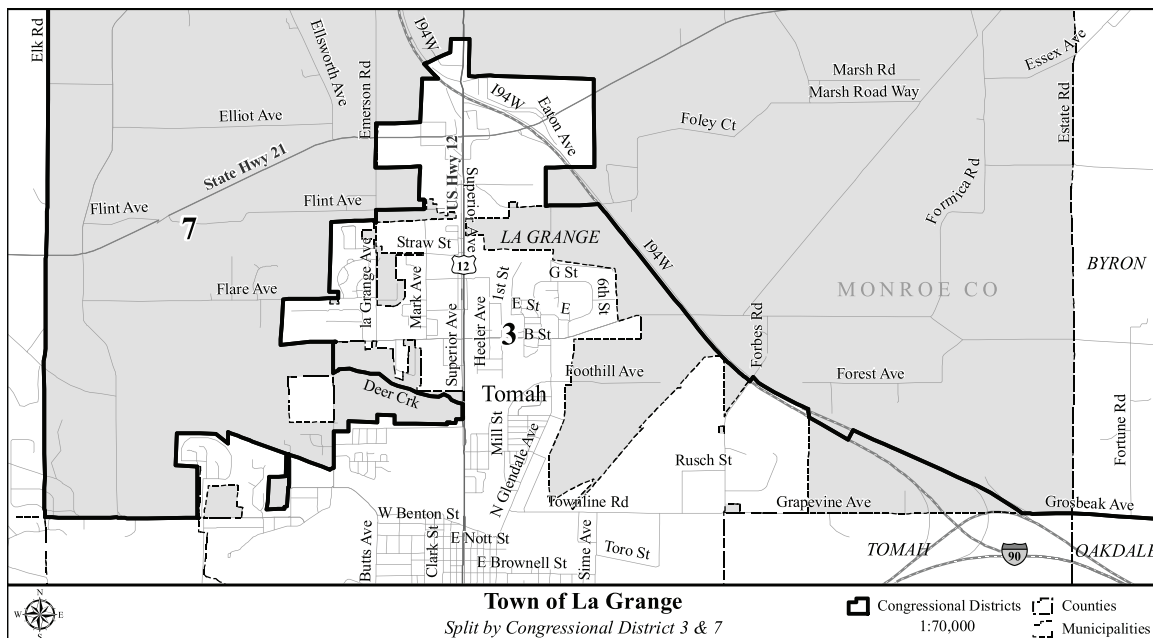 Elk Rd
Ellsworth Ave
Emerson Rd
I94W
Essex Ave
Marsh Rd
Marsh Road Way
I94W
Eaton Ave
Estate Rd
Elliot Ave
Foley Ct
State Hwy 21
US Hwy 12
Superior Ave
Formica Rd
Flint Ave
Flint Ave
7
LA GRANGE
Straw St
la Grange Ave
I94W
12
BYRON
G St
1st St
6th St
Mark Ave
Flare Ave
MONROE CO
E St
E
3
B St
Superior Ave
Heeler Ave
Forbes Rd
Foothill Ave
Forest Ave
Deer Crk
Tomah
Fortune Rd
Mill St
N Glendale Ave
Rusch St
Townline Rd
Grapevine Ave
Grosbeak Ave
W Benton St
Butts Ave
Clark St
E Nott St
Sime Ave
Toro St
E Brownell St
TOMAH
90
OAKDALE
N
W E
S
Town of La Grange
Split by Congressional District 3 & 7
Congressional Districts
1:70,000
Counties
Municipalities